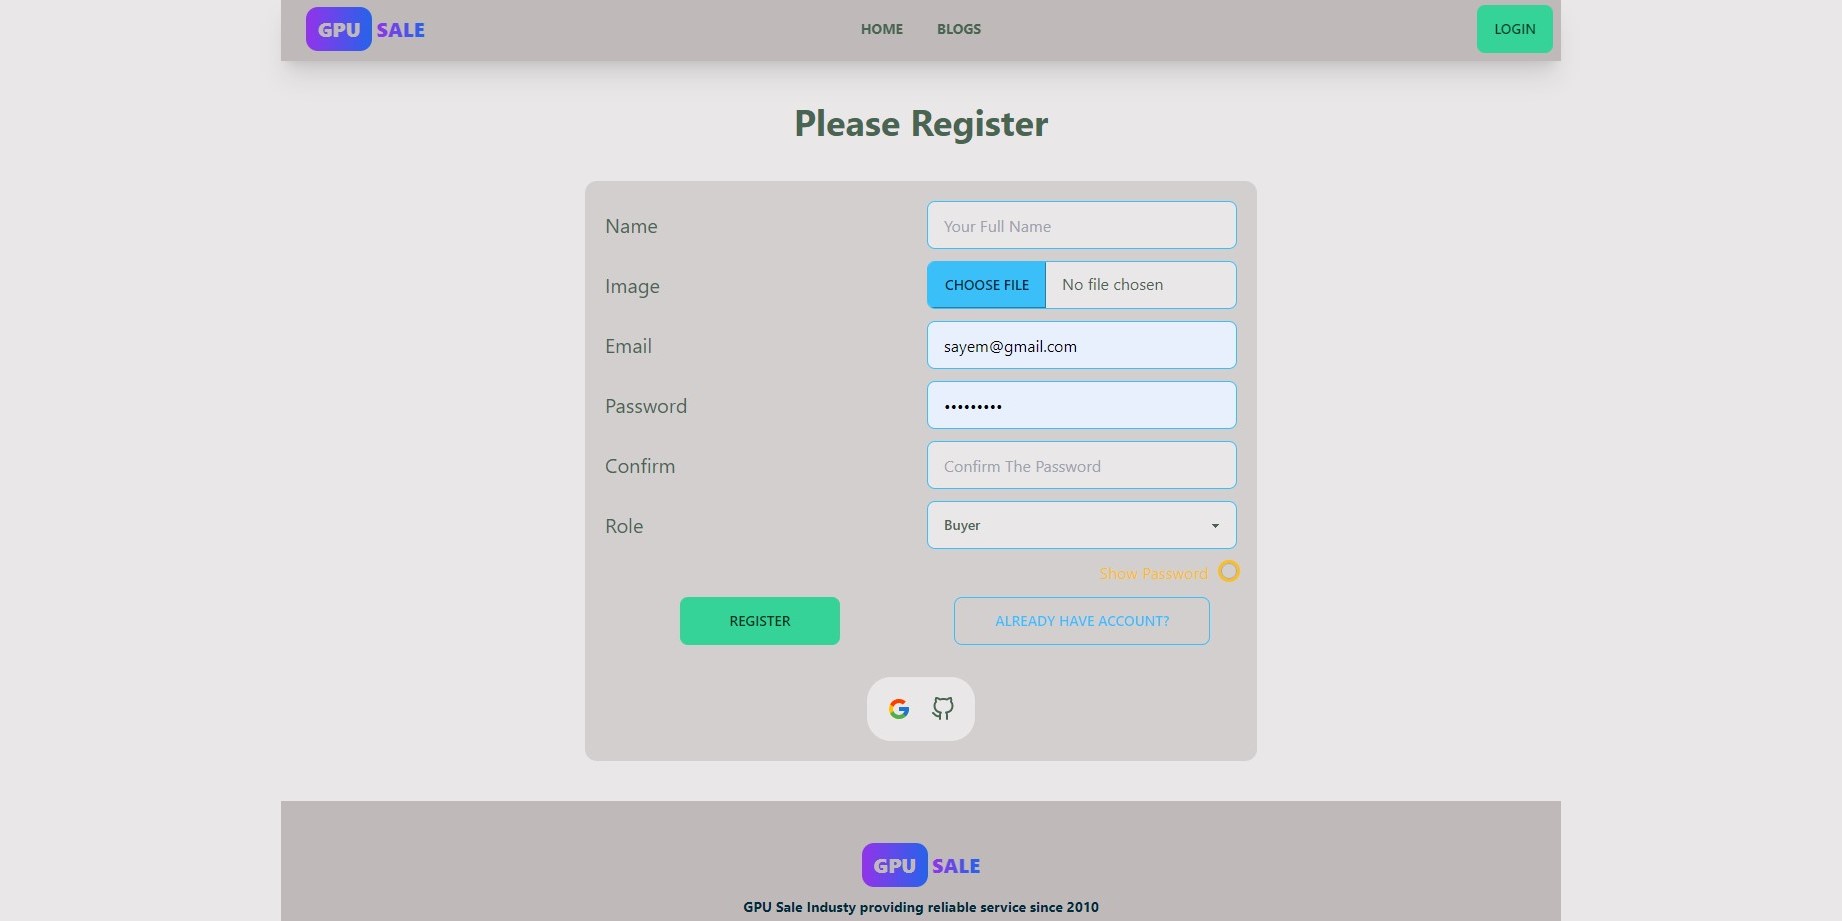 GPU SALE
HOME BLOGS
LOGIN
Please Register
Name
Your Full Name
Image
CHOOSE FILE No file chosen
Email
sayem@gmail.com
Password
•••••••••
Confirm
Confirm The Password
Role
Buyer
Show Password
REGISTER
ALREADY HAVE ACCOUNT?
GPU SALE
GPU Sale Industy providing reliable service since 2010